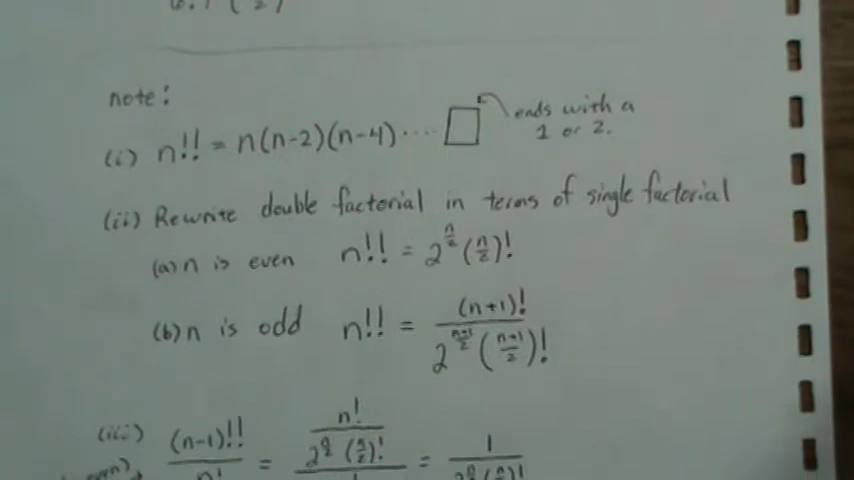 note:
(i) n!! = n(n-2)(n-4)···· □ ends with a
1 or 2.
(ii) Rewrite double factorial in terms of single factorial
(a) n is even n!! = 2^(n/2) (n/2)!
(b) n is odd n!! = (n+1)! / 2^((n+1)/2) ((n+1)/2)!
(iii) (n-1)!! / n! = n! / 2^(n/2) (n/2)! = 1 / 2^(n/2) (n/2)!